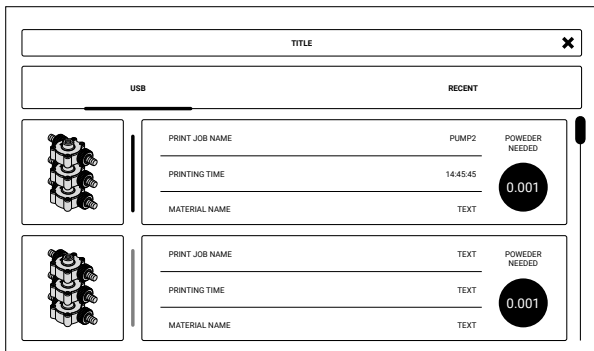 TITLE
USB RECENT
PRINT JOB NAME PUMP2
PRINTING TIME 14:45:45
MATERIAL NAME TEXT
POWEDER
NEEDED
0.001
PRINT JOB NAME TEXT
PRINTING TIME TEXT
MATERIAL NAME TEXT
POWEDER
NEEDED
0.001